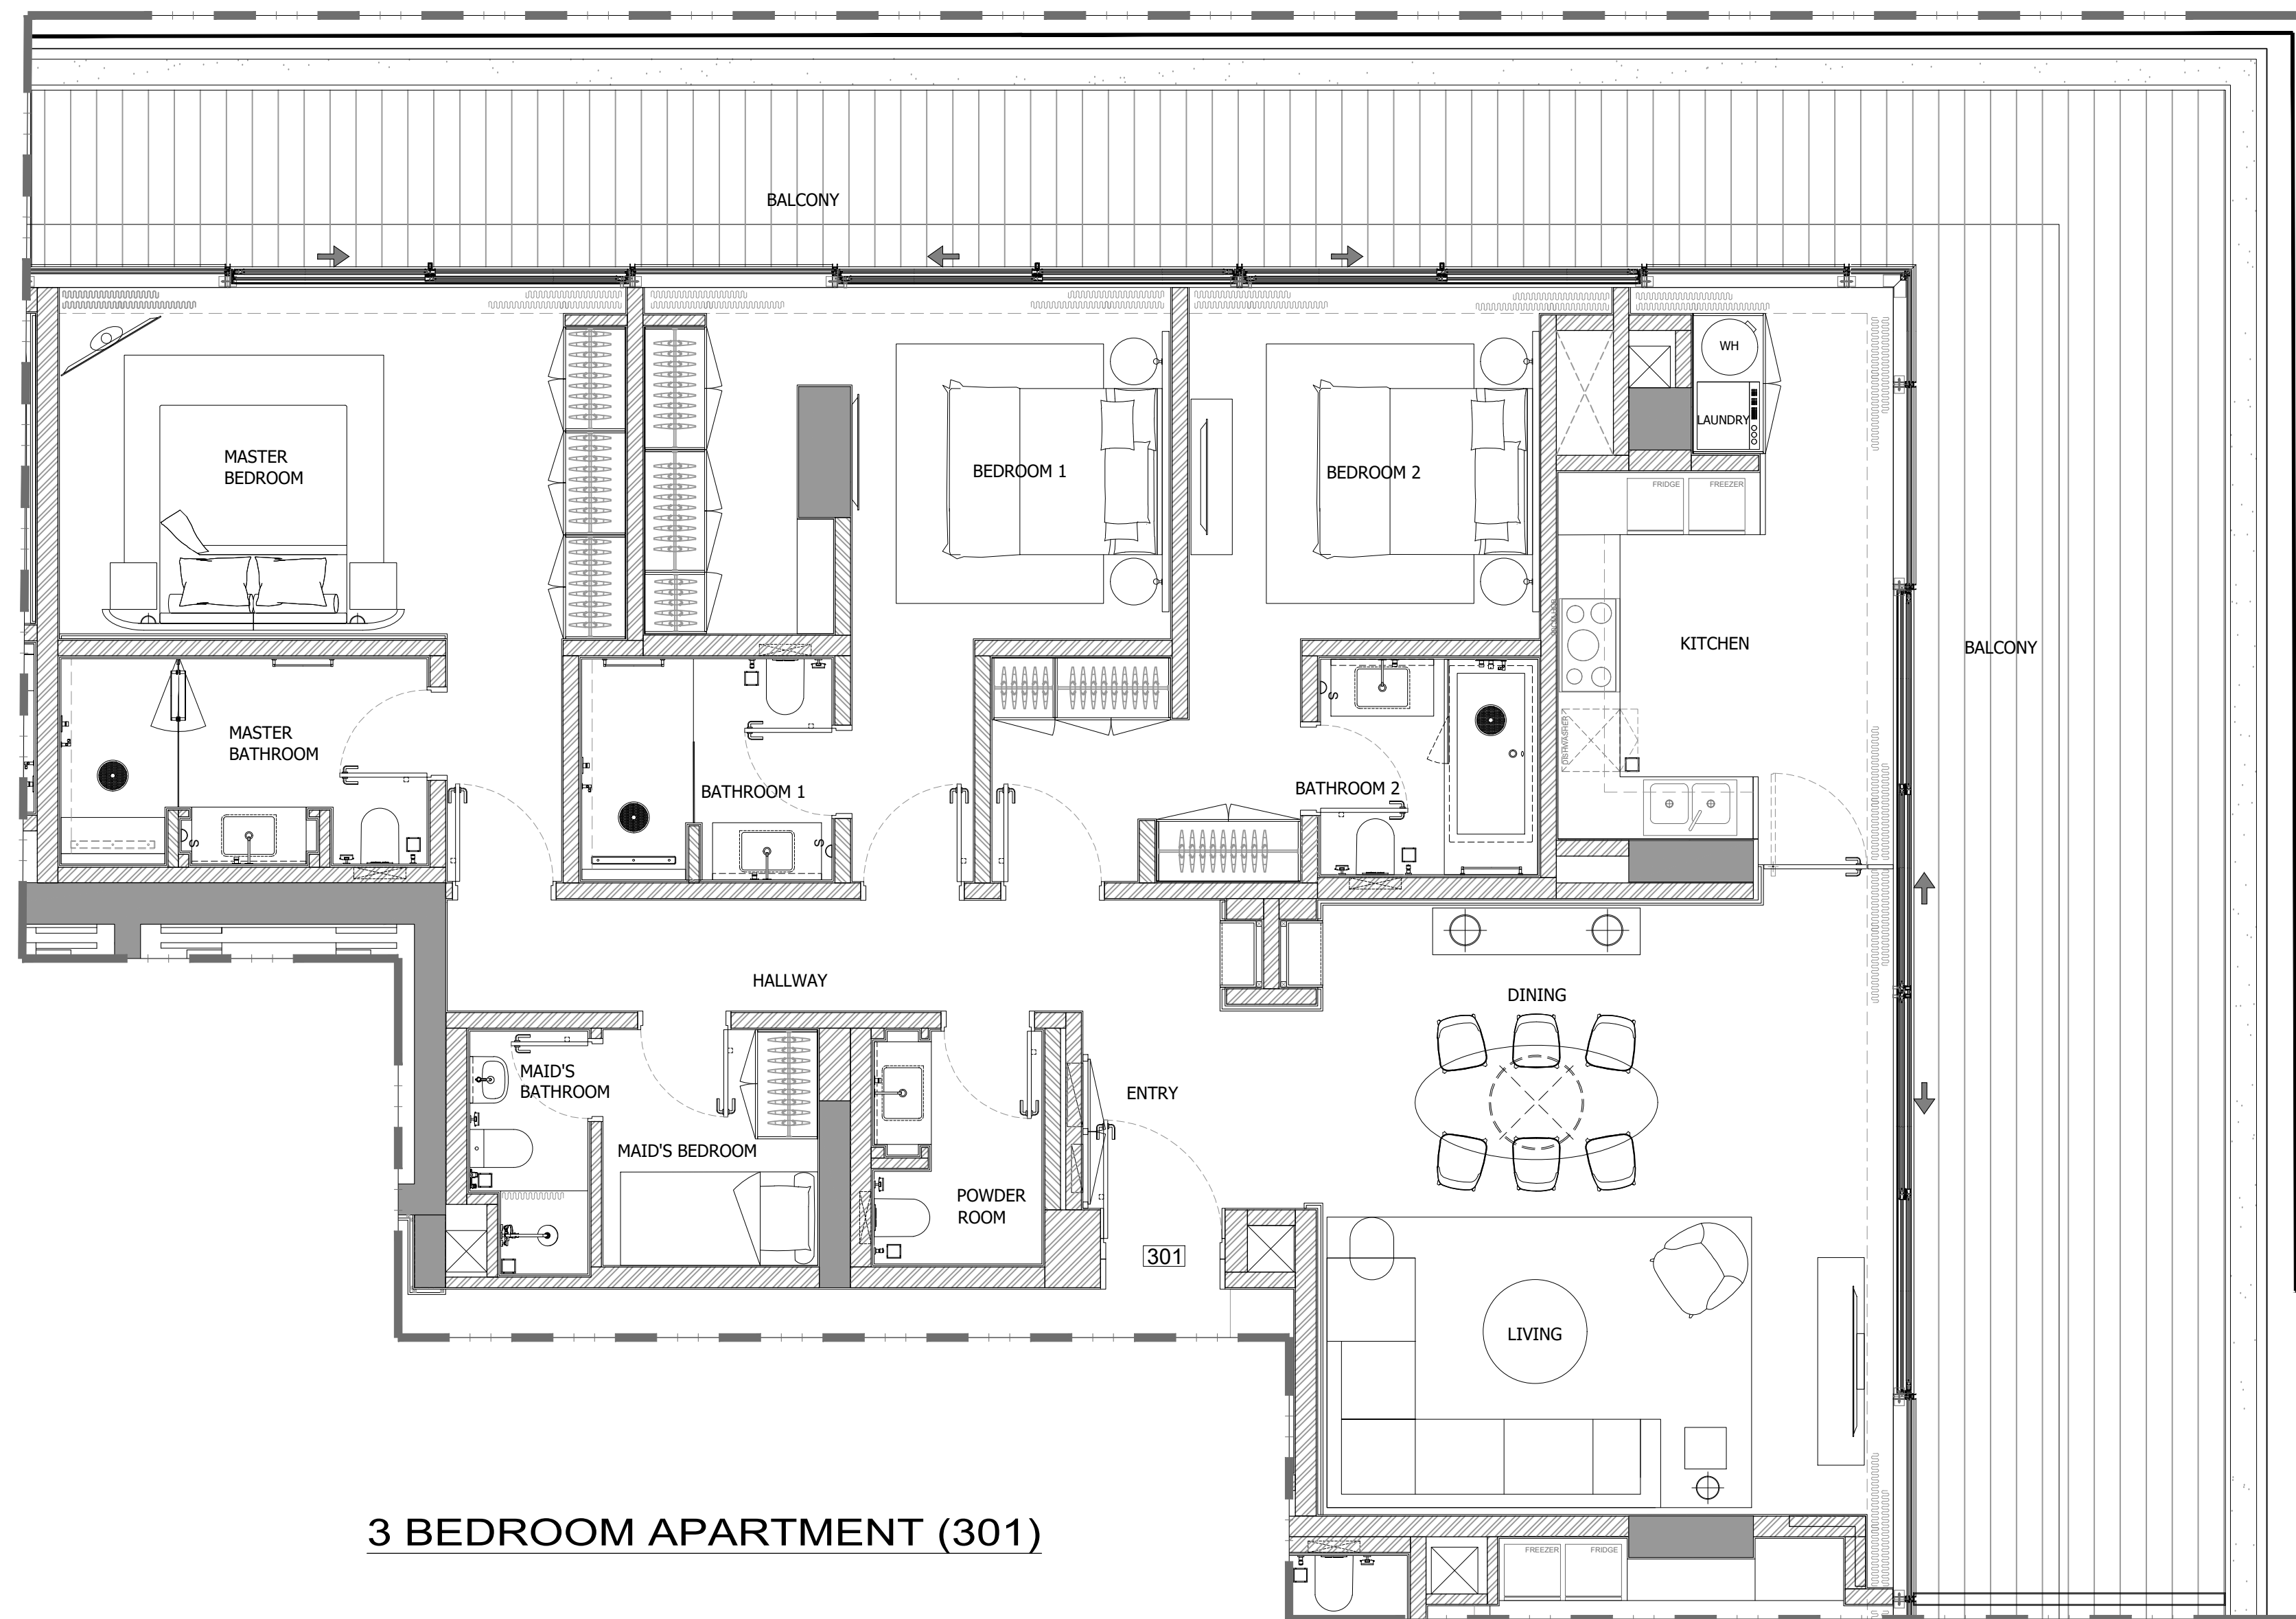 BALCONY
WH
LAUNDRY
MASTER
BEDROOM
BEDROOM 1
BEDROOM 2
FRIDGE
FREEZER
KITCHEN
BALCONY
MASTER
BATHROOM
DISHWASHER
BATHROOM 1
BATHROOM 2
S
S
S
HALLWAY
DINING
MAID'S
BATHROOM
ENTRY
MAID'S BEDROOM
POWDER
ROOM
301
LIVING
3 BEDROOM APARTMENT (301)
FREEZER
FRIDGE